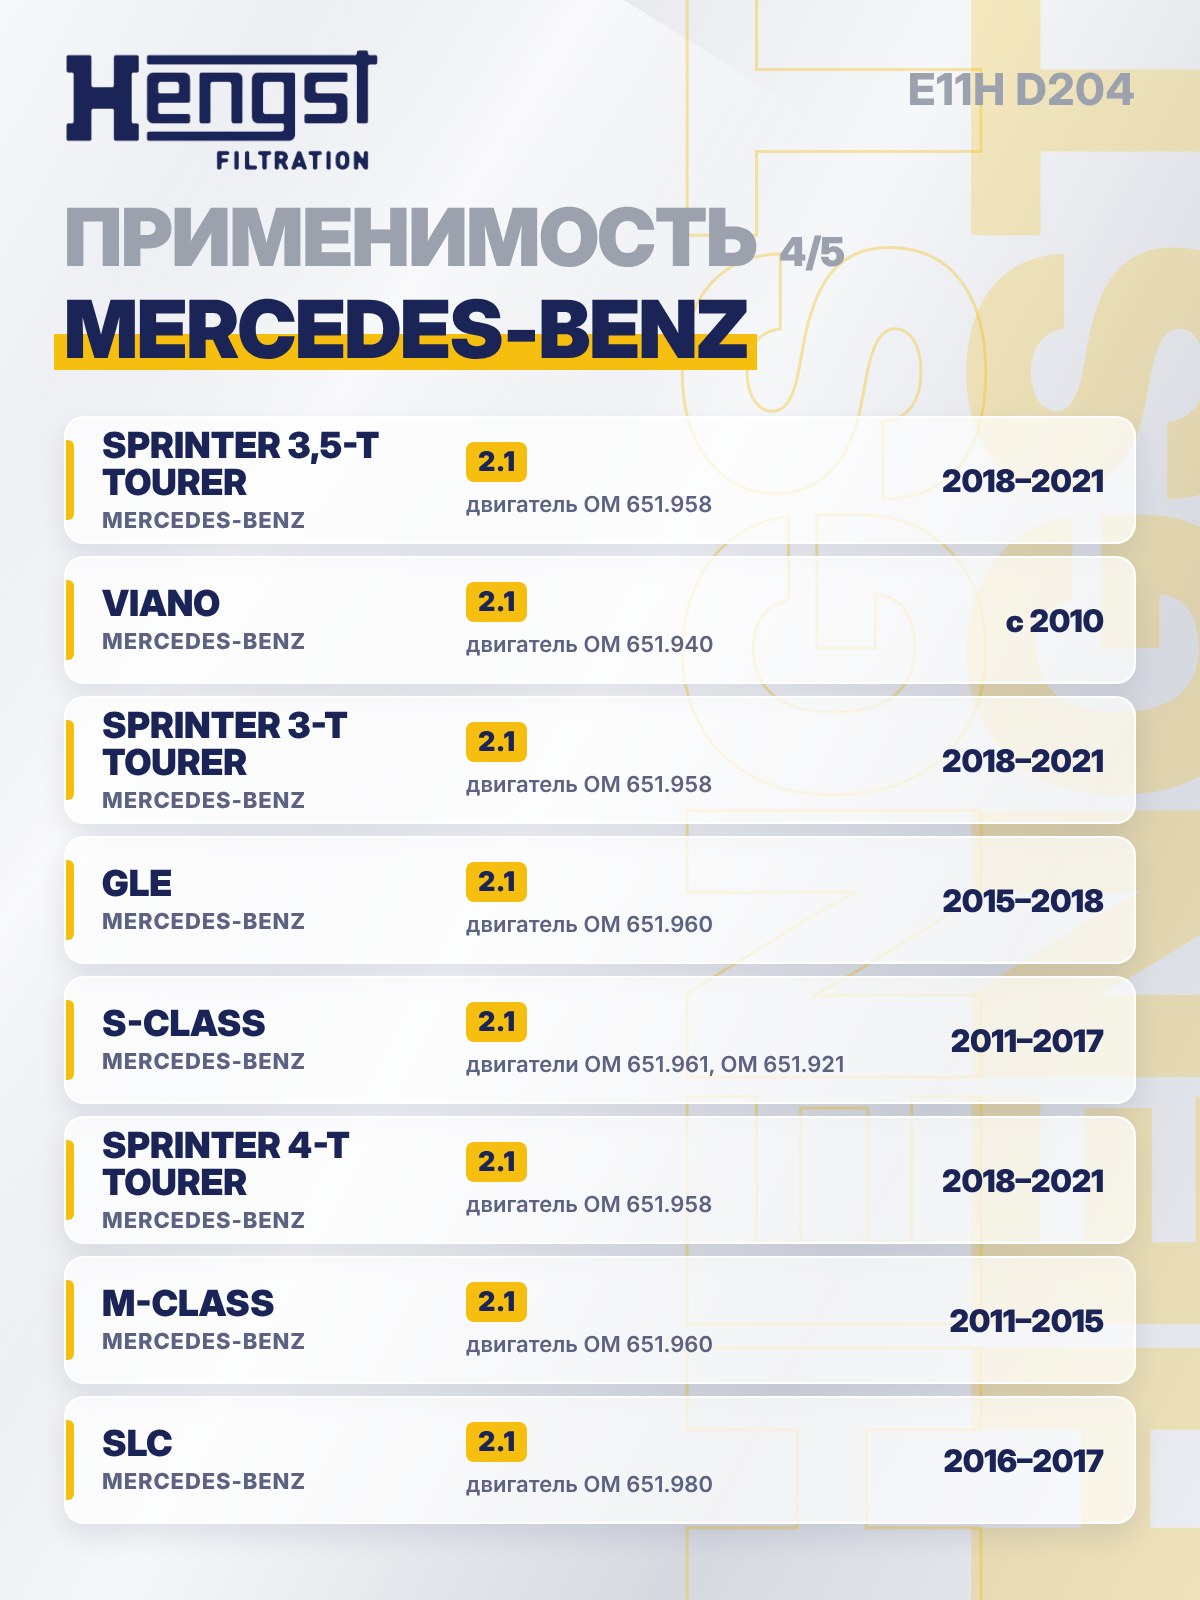 Hengst
FILTRATION
E11H D204
ПРИМЕНИМОСТЬ 4/5
MERCEDES-BENZ
SPRINTER 3,5-T
TOURER
MERCEDES-BENZ
2.1
двигатель OM 651.958
2018–2021
VIANO
MERCEDES-BENZ
2.1
двигатель OM 651.940
с 2010
SPRINTER 3-T
TOURER
MERCEDES-BENZ
2.1
двигатель OM 651.958
2018–2021
GLE
MERCEDES-BENZ
2.1
двигатель OM 651.960
2015–2018
S-CLASS
MERCEDES-BENZ
2.1
двигатели OM 651.961, OM 651.921
2011–2017
SPRINTER 4-T
TOURER
MERCEDES-BENZ
2.1
двигатель OM 651.958
2018–2021
M-CLASS
MERCEDES-BENZ
2.1
двигатель OM 651.960
2011–2015
SLC
MERCEDES-BENZ
2.1
двигатель OM 651.980
2016–2017
HENGST
HENGST